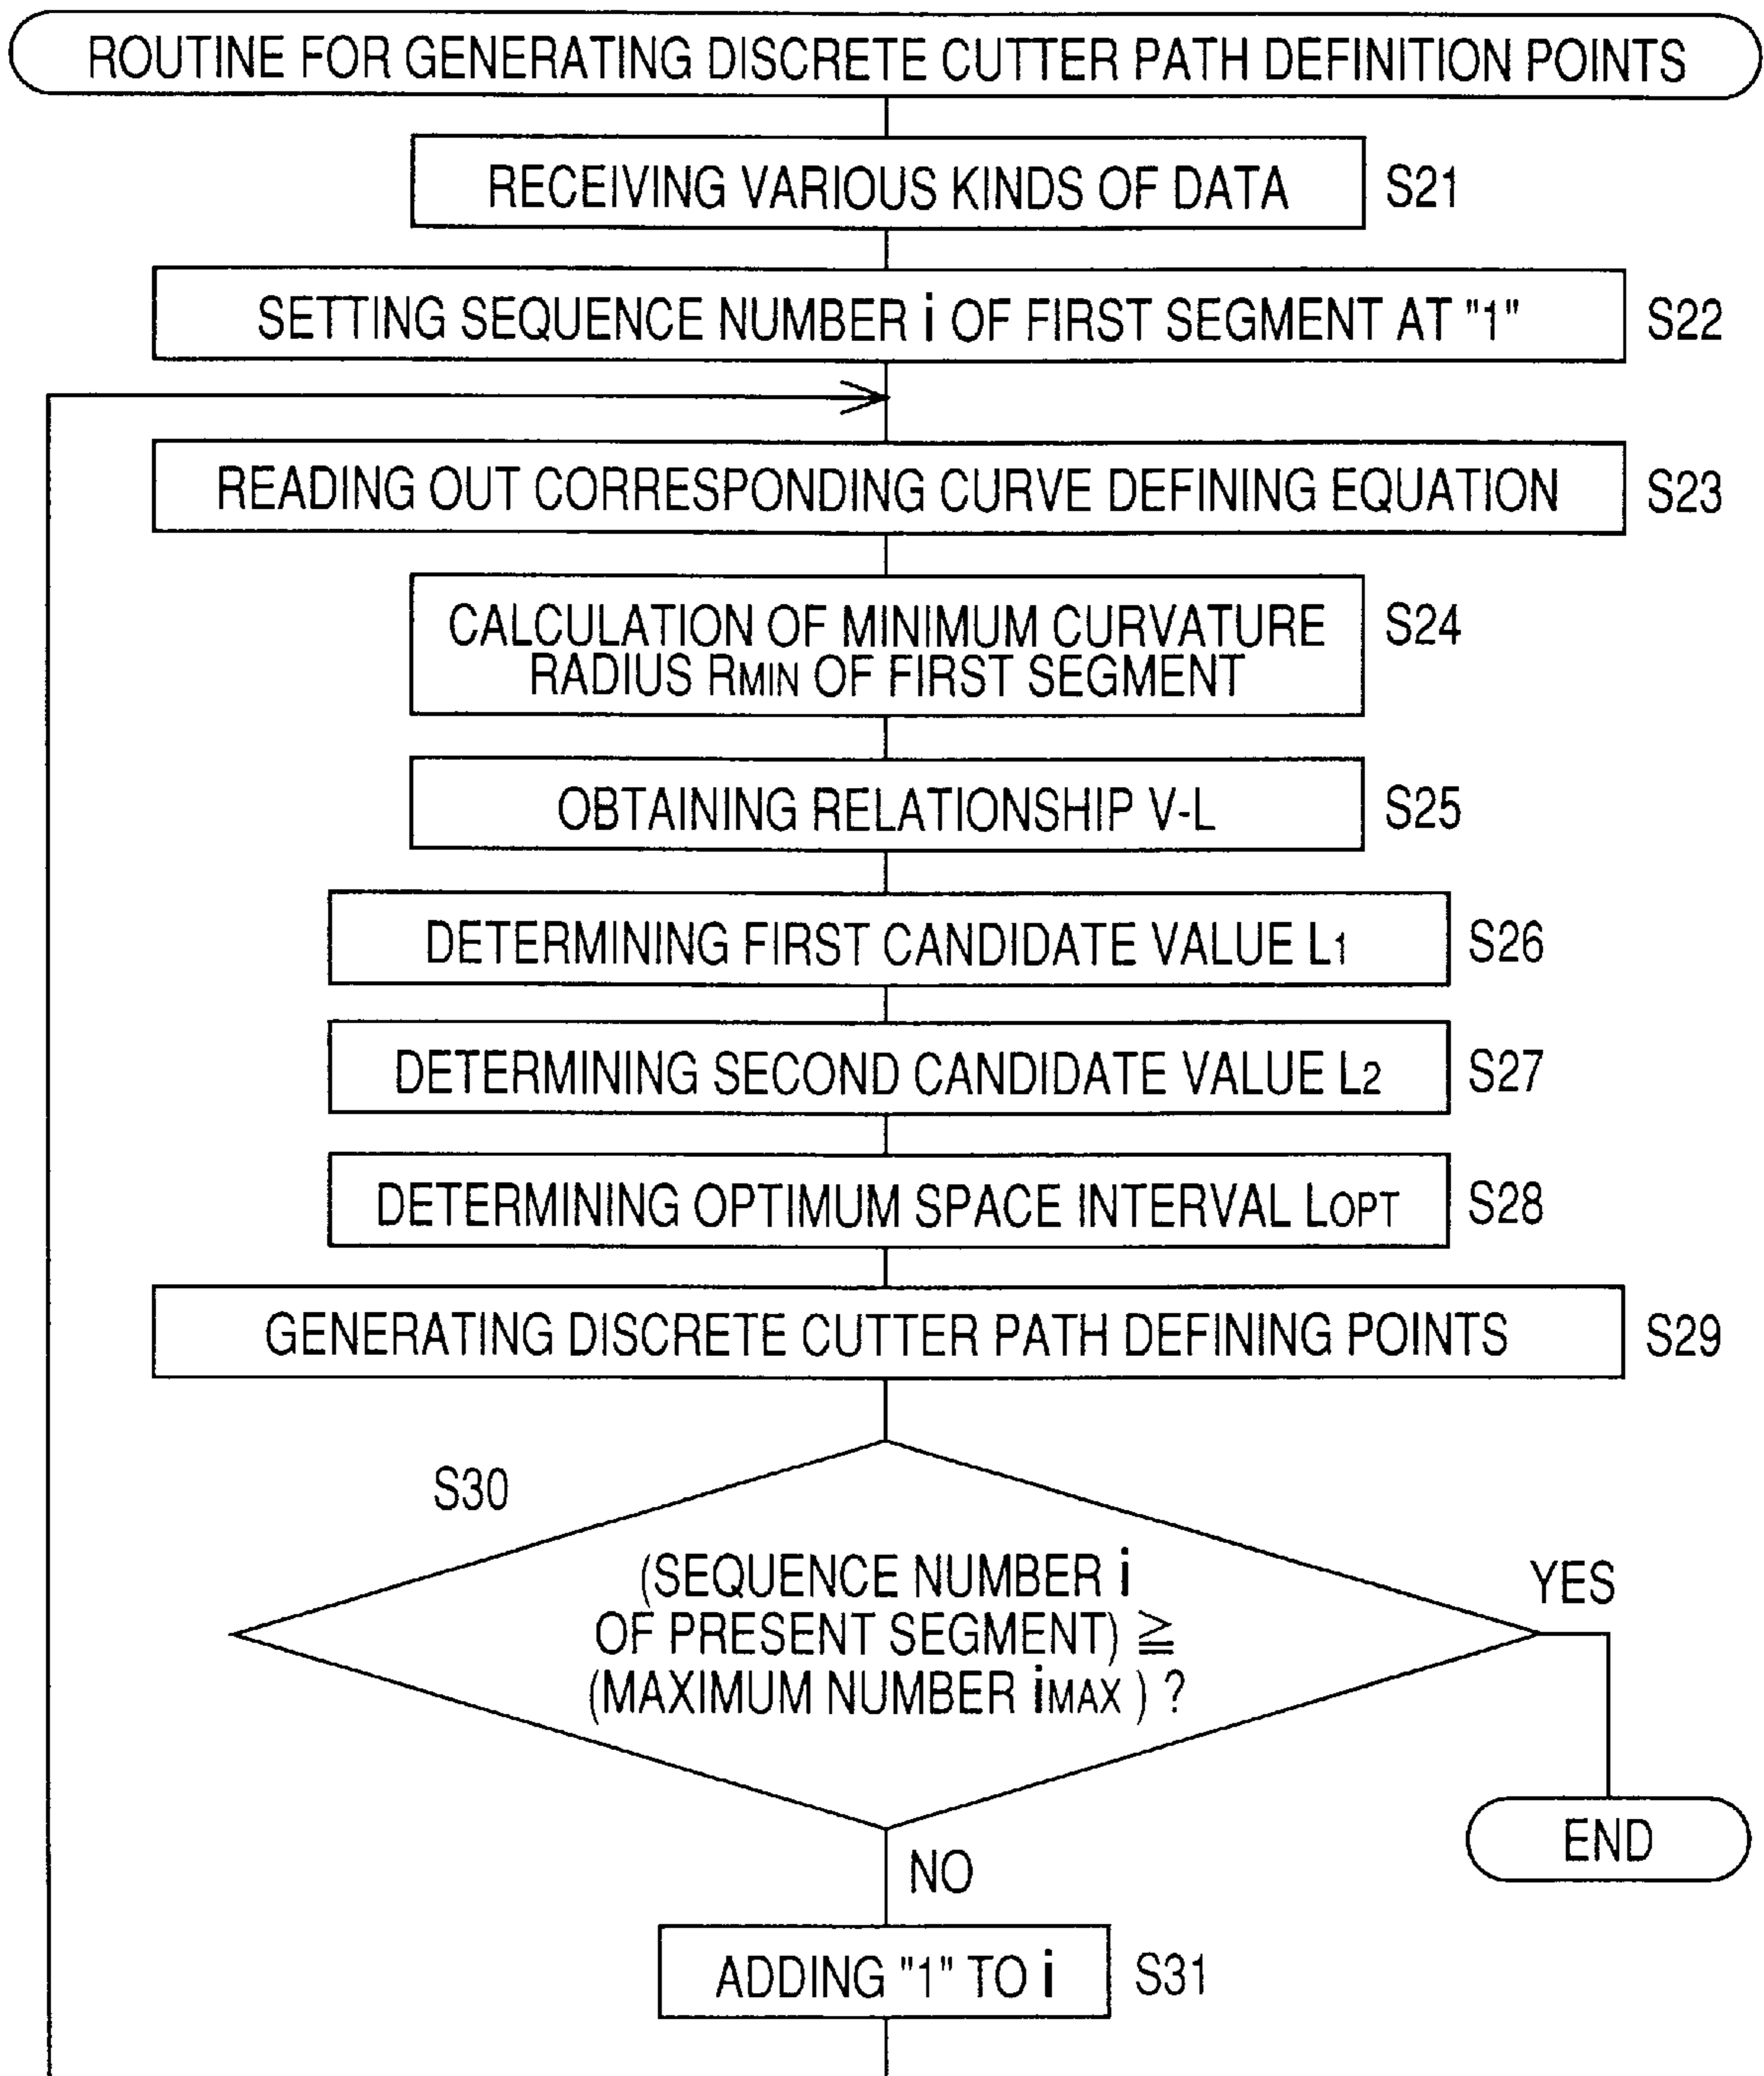 ROUTINE FOR GENERATING DISCRETE CUTTER PATH DEFINITION POINTS
RECEIVING VARIOUS KINDS OF DATA S21
SETTING SEQUENCE NUMBER i OF FIRST SEGMENT AT "1" S22
READING OUT CORRESPONDING CURVE DEFINING EQUATION S23
CALCULATION OF MINIMUM CURVATURE S24
RADIUS RMIN OF FIRST SEGMENT
OBTAINING RELATIONSHIP V-L S25
DETERMINING FIRST CANDIDATE VALUE L1 S26
DETERMINING SECOND CANDIDATE VALUE L2 S27
DETERMINING OPTIMUM SPACE INTERVAL LOPT S28
GENERATING DISCRETE CUTTER PATH DEFINING POINTS S29
S30
(SEQUENCE NUMBER i
OF PRESENT SEGMENT) ≧
(MAXIMUM NUMBER iMAX ) ?
YES
END
NO
ADDING "1" TO i S31